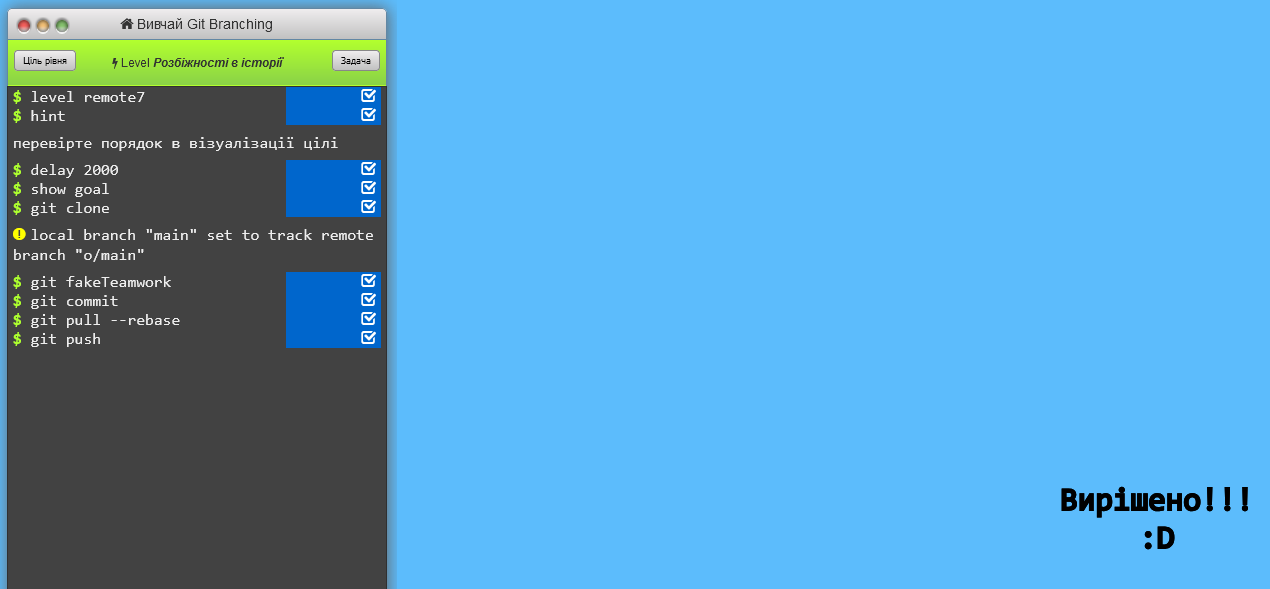 Вивчай Git Branching
Ціль рівня
Level Розбіжності в історії
Задача
$ level remote7
$ hint
перевірте порядок в візуалізації цілі
$ delay 2000
$ show goal
$ git clone
local branch "main" set to track remote
branch "o/main"
$ git fakeTeamwork
$ git commit
$ git pull --rebase
$ git push
Вирішено!!!
:D